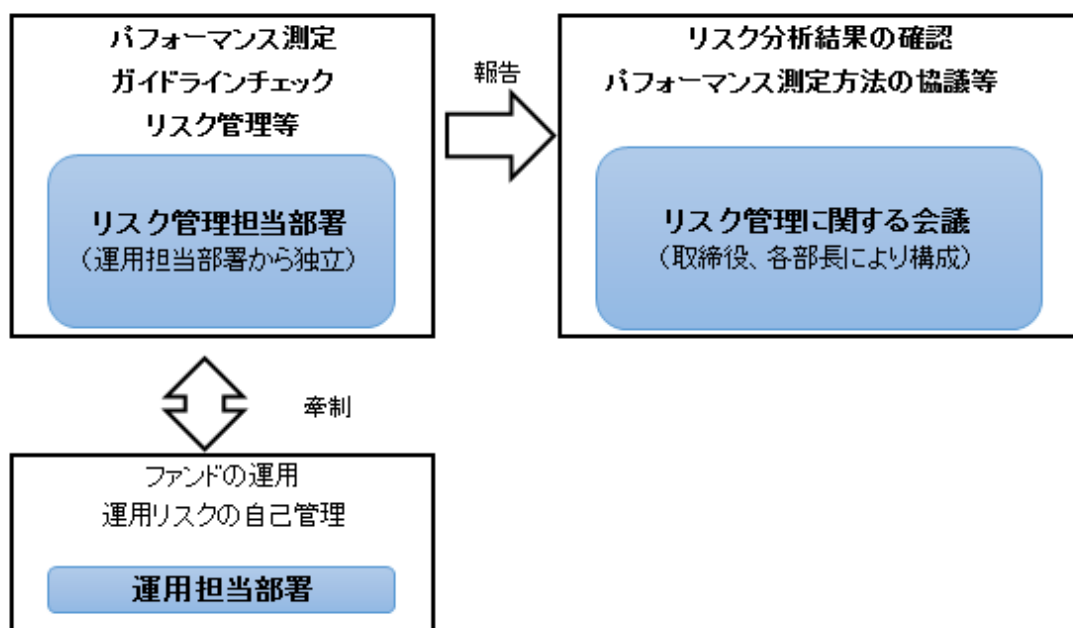 パフォーマンス測定
ガイドラインチェック
リスク管理等
リスク管理担当部署
（運用担当部署から独立）
報告
リスク分析結果の確認
パフォーマンス測定方法の協議等
リスク管理に関する会議
（取締役、各部長により構成）
牽制
ファンドの運用
運用リスクの自己管理
運用担当部署